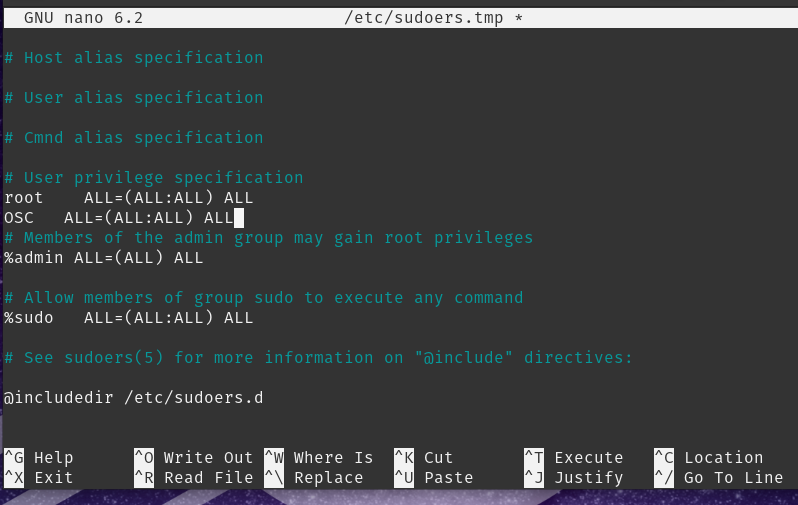 GNU nano 6.2 /etc/sudoers.tmp *
# Host alias specification
# User alias specification
# Cmnd alias specification
# User privilege specification
root    ALL=(ALL:ALL) ALL
OSC   ALL=(ALL:ALL) ALL
# Members of the admin group may gain root privileges
%admin ALL=(ALL) ALL
# Allow members of group sudo to execute any command
%sudo   ALL=(ALL:ALL) ALL
# See sudoers(5) for more information on "@include" directives:
@includedir /etc/sudoers.d
^G Help ^O Write Out ^W Where Is ^K Cut ^T Execute ^C Location
^X Exit ^R Read File ^\ Replace ^U Paste ^J Justify ^/ Go To Line